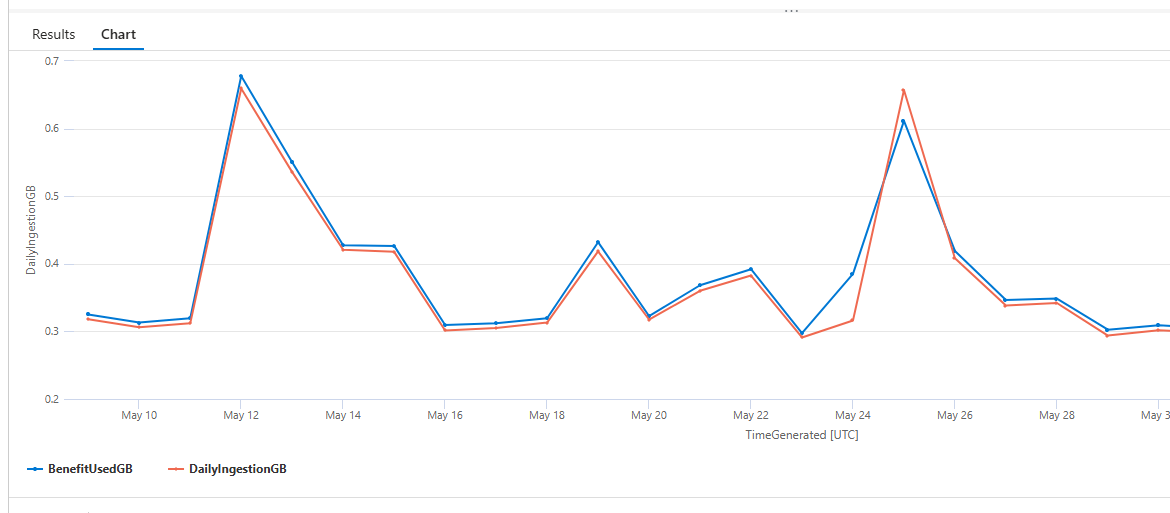 ...
Results Chart
0.7
0.6
0.5
0.4
0.3
0.2
DailyIngestionGB
May 10 May 12 May 14 May 16 May 18 May 20 May 22 May 24 May 26 May 28 May 3
TimeGenerated [UTC]
BenefitUsedGB DailyIngestionGB